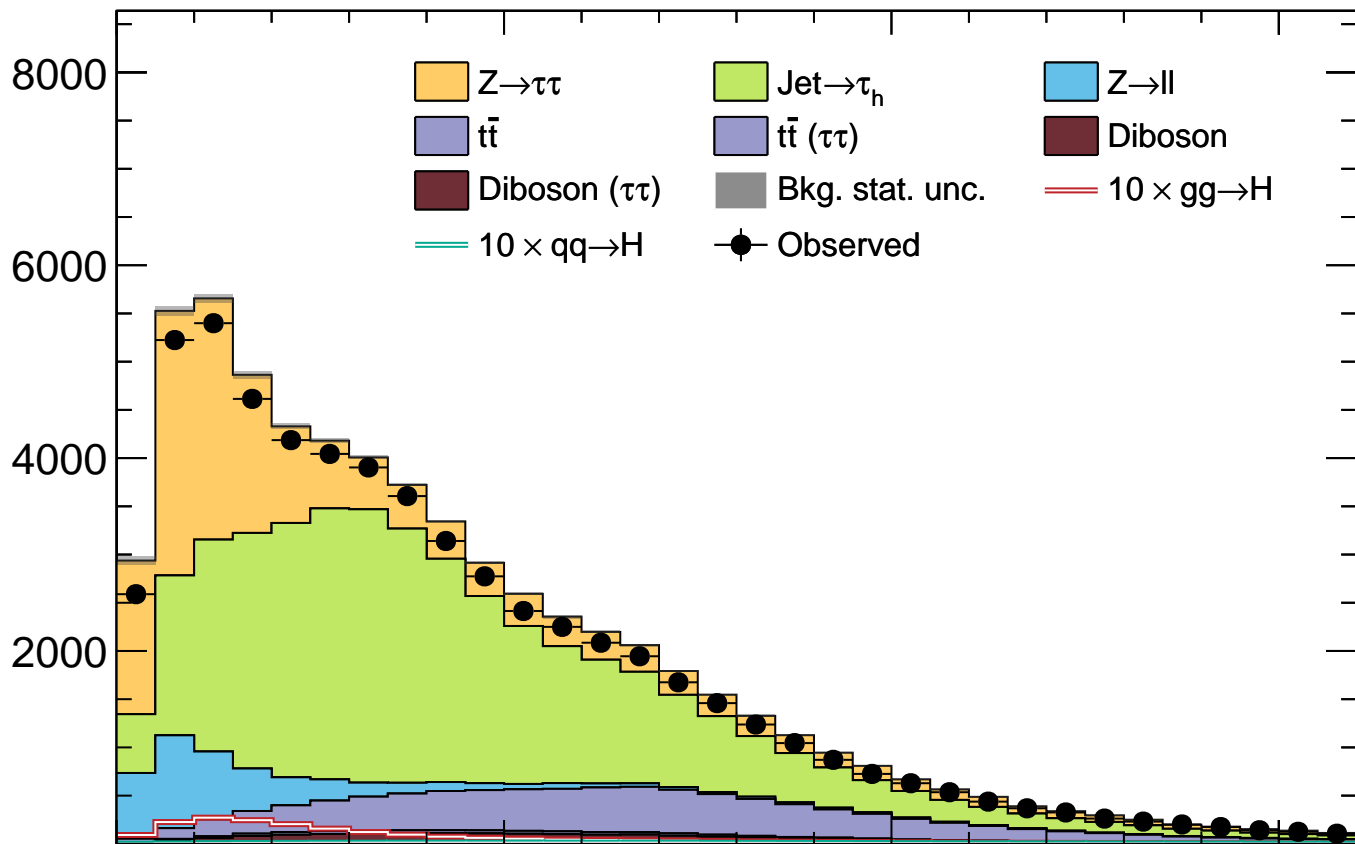 8000
6000
4000
2000
Z→ττ Jet→τh Z→ll
tt̄ tt̄ (ττ) Diboson
Diboson (ττ) Bkg. stat. unc. 10 × gg→H
10 × qq→H Observed